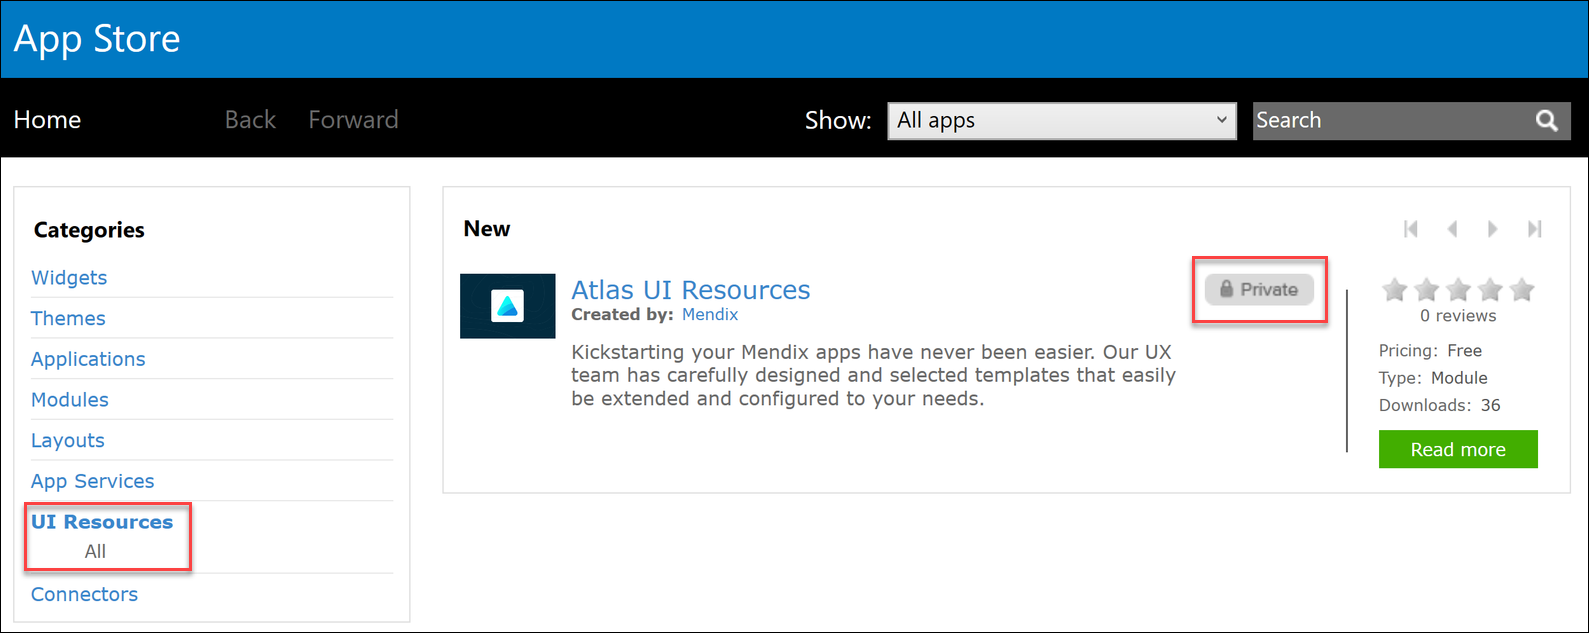 App Store
Home Back Forward Show: All apps Search
Categories
Widgets
Themes
Applications
Modules
Layouts
App Services
UI Resources
All
Connectors
New
Atlas UI Resources
Private
Created by: Mendix
Kickstarting your Mendix apps have never been easier. Our UX
team has carefully designed and selected templates that easily
be extended and configured to your needs.
0 reviews
Pricing: Free
Type: Module
Downloads: 36
Read more